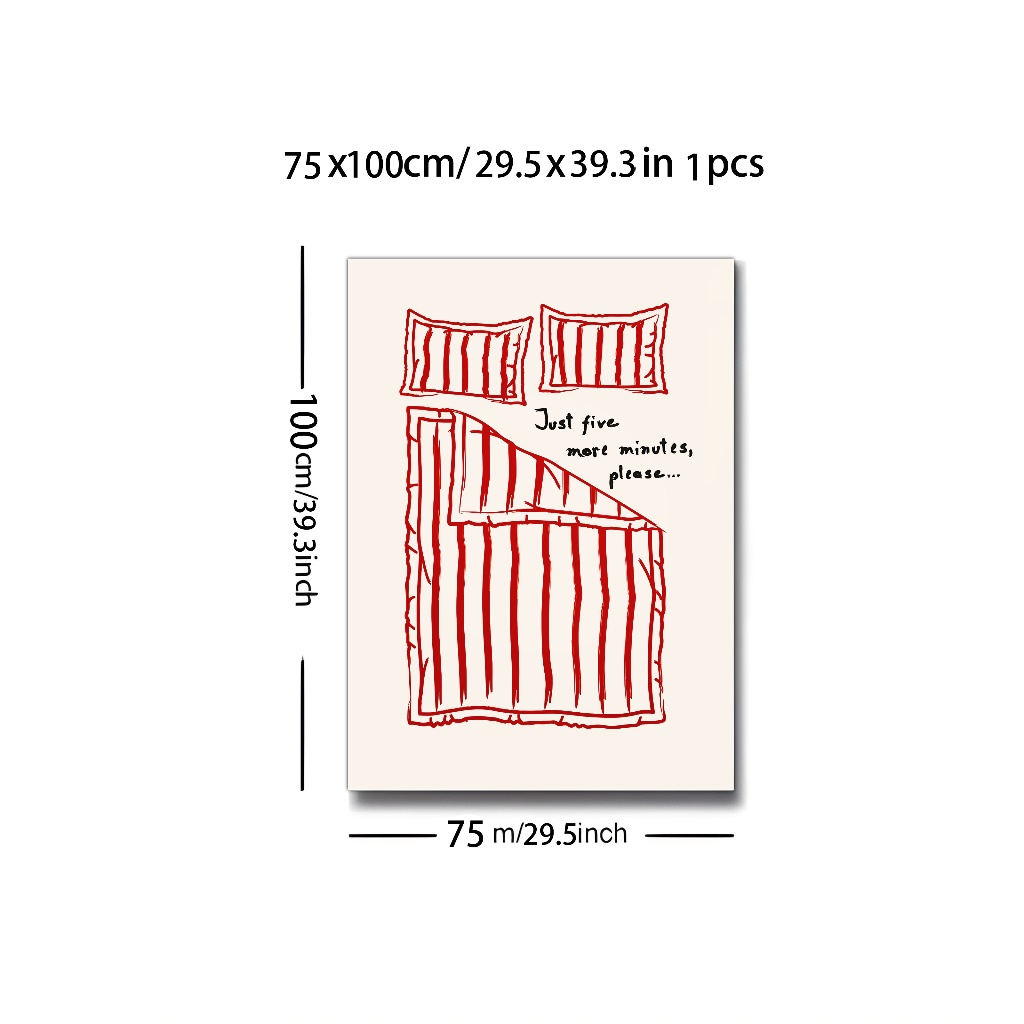 75x100cm/29.5x39.3in 1pcs
Just five
more minutes,
please...
100cm/39.3inch
75 m/29.5inch